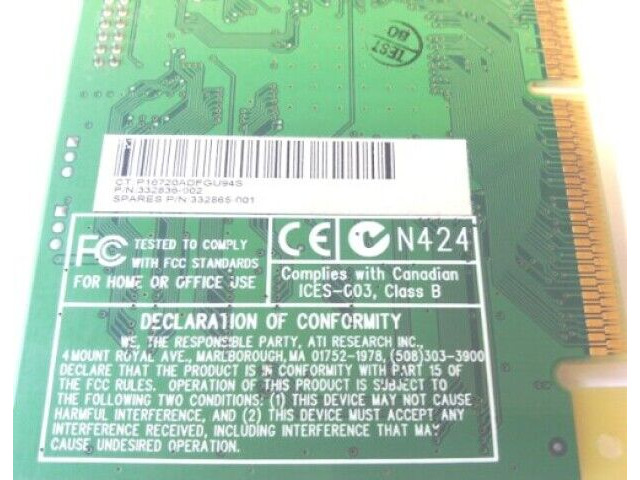 TEST
BO
CT: P16720ADFGU94S
P/N 332836-002
SPARES P/N 332865-001
FC TESTED TO COMPLY
WITH FCC STANDARDS
FOR HOME OR OFFICE USE
CE N424
Complies with Canadian
ICES-003, Class B
DECLARATION OF CONFORMITY
WE, THE RESPONSIBLE PARTY, ATI RESEARCH INC.,
4 MOUNT ROYAL AVE., MARLBOROUGH, MA 01752-1978, (508)303-3900
DECLARE THAT THE PRODUCT IS IN CONFORMITY WITH PART 15 OF
THE FCC RULES. OPERATION OF THIS PRODUCT IS SUBJECT TO
THE FOLLOWING TWO CONDITIONS: (1) THIS DEVICE MAY NOT CAUSE
HARMFUL INTERFERENCE, AND (2) THIS DEVICE MUST ACCEPT ANY
INTERFERENCE RECEIVED, INCLUDING INTERFERENCE THAT MAY
CAUSE UNDESIRED OPERATION.